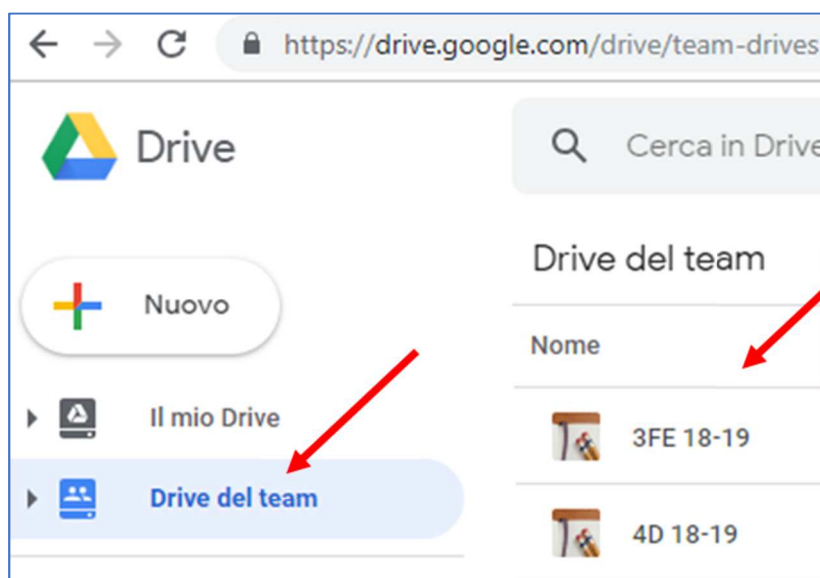 https://drive.google.com/drive/team-drives
Drive
Cerca in Drive
Nuovo
Il mio Drive
Drive del team
Drive del team
Nome
3FE 18-19
4D 18-19